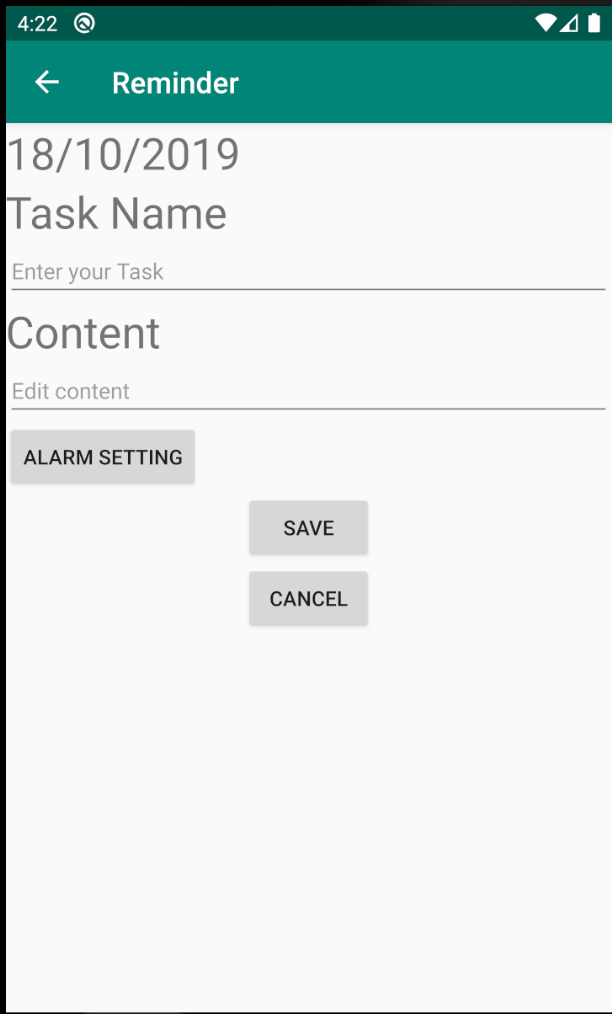 4:22
Reminder
18/10/2019
Task Name
Enter your Task
Content
Edit content
ALARM SETTING
SAVE
CANCEL